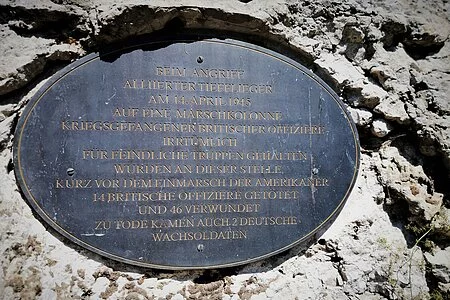 BEIM ANGRIFF
ALLIIERTER TIEFFLIEGER
AM 14. APRIL 1945
AUF EINE MARSCHKOLONNE
KRIEGSGEFANGENER BRITISCHER OFFIZIERE,
IRRTÜMLICH
FÜR FEINDLICHE TRUPPEN GEHALTEN
WURDEN AN DIESER STELLE,
KURZ VOR DEM EINMARSCH DER AMERIKANER
14 BRITISCHE OFFIZIERE GETÖTET
UND 46 VERWUNDET
ZU TODE KAMEN AUCH 2 DEUTSCHE
WACHSOLDATEN